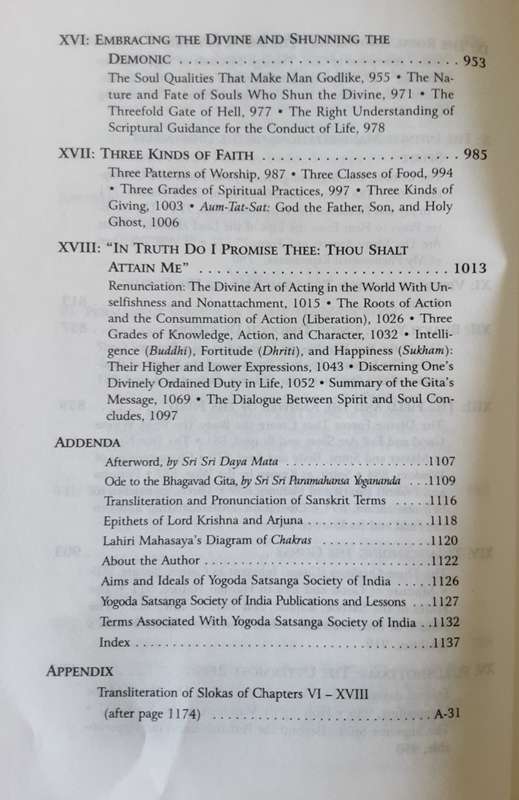 XVI: EMBRACING THE DIVINE AND SHUNNING THE
DEMONIC . . . . . . . . . . . . . . . . . . . . . . . . . . . . . . . 953
The Soul Qualities That Make Man Godlike, 955 • The Na-
ture and Fate of Souls Who Shun the Divine, 971 • The
Threefold Gate of Hell, 977 • The Right Understanding of
Scriptural Guidance for the Conduct of Life, 978
XVII: THREE KINDS OF FAITH . . . . . . . . . . . . . . . . . . . . . . 985
Three Patterns of Worship, 987 • Three Classes of Food, 994
• Three Grades of Spiritual Practices, 997 • Three Kinds of
Giving, 1003 • Aum-Tat-Sat: God the Father, Son, and Holy
Ghost, 1006
XVIII: "IN TRUTH DO I PROMISE THEE: THOU SHALT
ATTAIN ME" . . . . . . . . . . . . . . . . . . . . . . . . . . . . 1013
Renunciation: The Divine Art of Acting in the World With Un-
selfishness and Nonattachment, 1015 • The Roots of Action
and the Consummation of Action (Liberation), 1026 • Three
Grades of Knowledge, Action, and Character, 1032 • Intelli-
gence (Buddhi), Fortitude (Dhriti), and Happiness (Sukham):
Their Higher and Lower Expressions, 1043 • Discerning One's
Divinely Ordained Duty in Life, 1052 • Summary of the Gita's
Message, 1069 • The Dialogue Between Spirit and Soul Con-
cludes, 1097
ADDENDA
Afterword, by Sri Sri Daya Mata . . . . . . . . . . . . . . . . . .1107
Ode to the Bhagavad Gita, by Sri Sri Paramahansa Yogananda . . .1109
Transliteration and Pronunciation of Sanskrit Terms . . . . .1116
Epithets of Lord Krishna and Arjuna . . . . . . . . . . . . . . .1118
Lahiri Mahasaya's Diagram of Chakras . . . . . . . . . . . . .1120
About the Author . . . . . . . . . . . . . . . . . . . . . . . . . . . .1122
Aims and Ideals of Yogoda Satsanga Society of India . . . . .1126
Yogoda Satsanga Society of India Publications and Lessons . . .1127
Terms Associated With Yogoda Satsanga Society of India . .1132
Index . . . . . . . . . . . . . . . . . . . . . . . . . . . . . . . . . . . . .1137
APPENDIX
Transliteration of Slokas of Chapters VI – XVIII
(after page 1174) . . . . . . . . . . . . . . . . . . . . . . . . . . . A-31